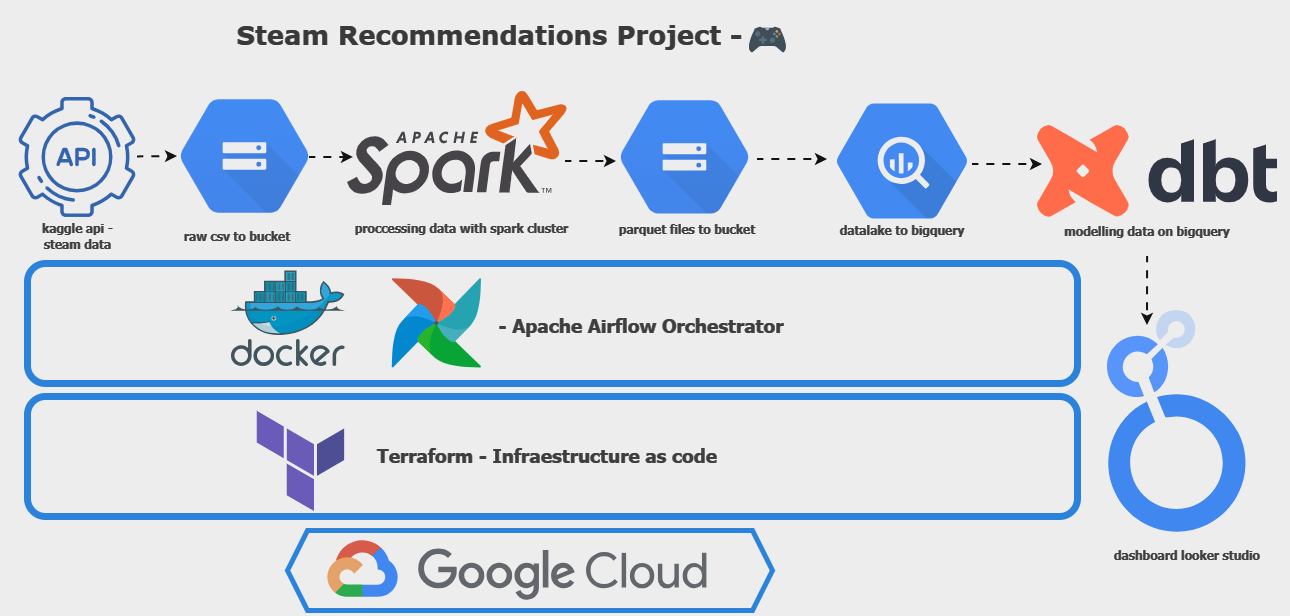 Steam Recommendations Project -
API
APACHE
Spark
TM
dbt
kaggle api -
steam data
raw csv to bucket
proccessing data with spark cluster
parquet files to bucket
datalake to bigquery
modelling data on bigquery
docker
- Apache Airflow Orchestrator
Terraform - Infraestructure as code
Google Cloud
dashboard looker studio